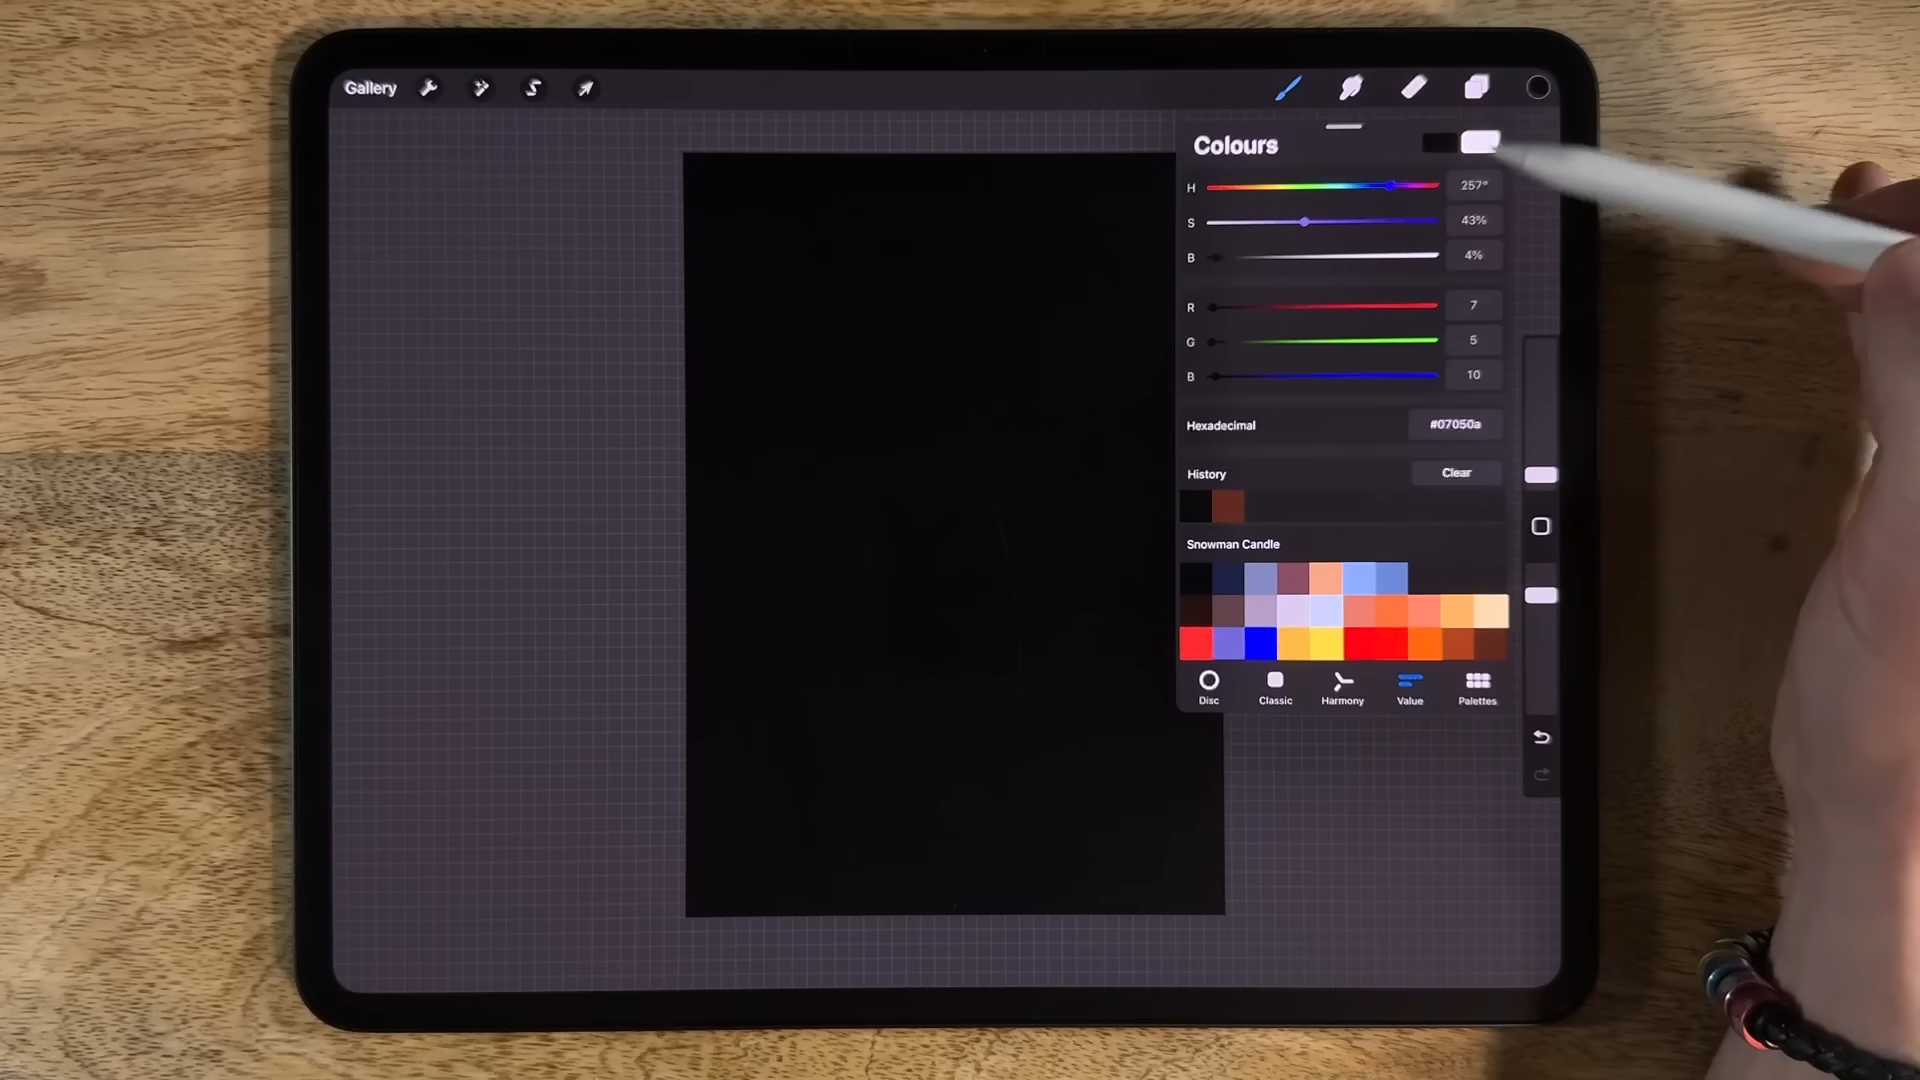 Gallery
Colours
H 257°
S 43%
B 4%
R 7
G 5
B 10
Hexadecimal #07050a
History Clear
Snowman Candle
Disc Classic Harmony Value Palettes